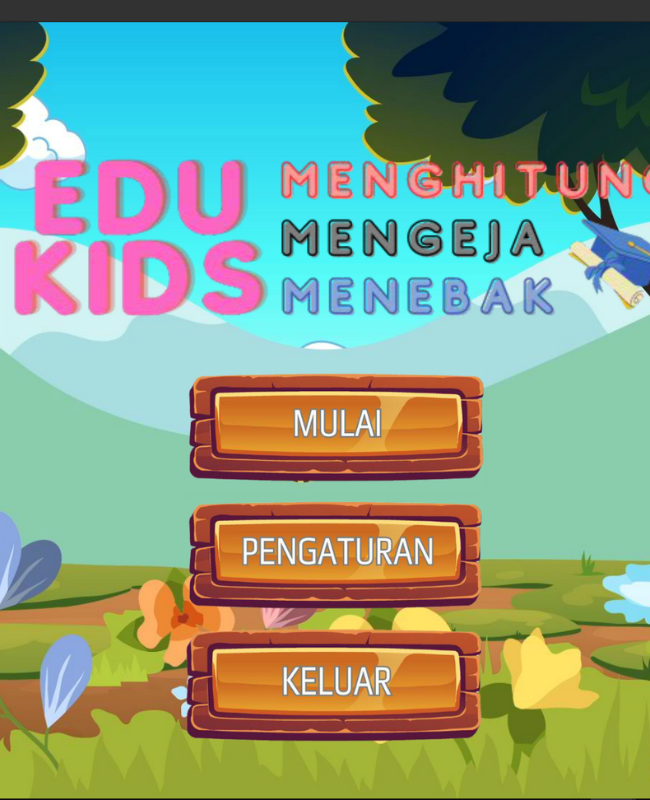 EDU
KIDS
MENGHITUNG
MENGEJA
MENEBAK
MULAI
PENGATURAN
KELUAR